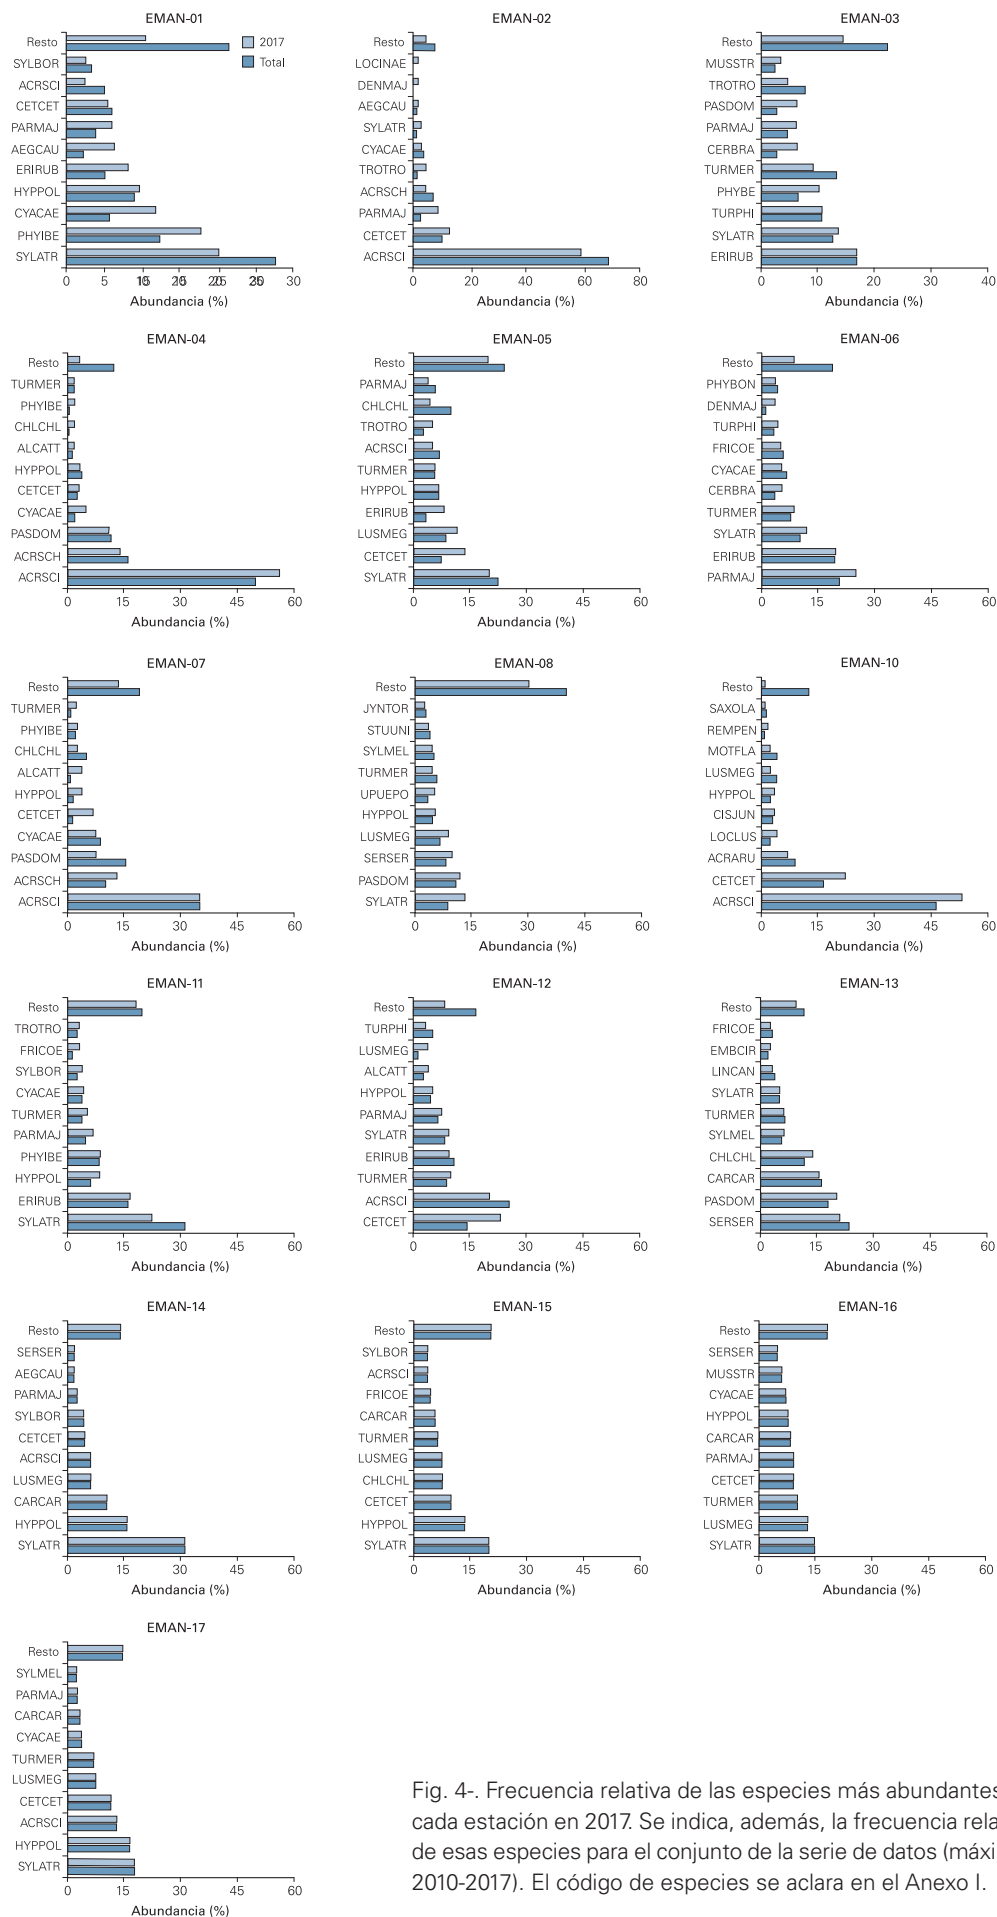 EMAN-01
Resto
SYLBOR
ACRSCI
CETCET
PARMAJ
AEGCAU
ERIRUB
HYPPOL
CYACAE
PHYIBE
SYLATR
2017
Total
0 5 10 15 20 25 30
Abundancia (%)
EMAN-02
Resto
LOCINAE
DENMAJ
AEGCAU
SYLATR
CYACAE
TROTRO
ACRSCH
PARMAJ
CETCET
ACRSCI
0 20 40 60 80
Abundancia (%)
EMAN-03
Resto
MUSSTR
TROTRO
PASDOM
PARMAJ
CERBRA
TURMER
PHYBE
TURPHI
SYLATR
ERIRUB
0 10 20 30 40
Abundancia (%)
EMAN-04
Resto
TURMER
PHYIBE
CHLCHL
ALCATT
HYPPOL
CETCET
CYACAE
PASDOM
ACRSCH
ACRSCI
0 15 30 45 60
Abundancia (%)
EMAN-05
Resto
PARMAJ
CHLCHL
TROTRO
ACRSCI
TURMER
HYPPOL
ERIRUB
LUSMEG
CETCET
SYLATR
0 15 30 45 60
Abundancia (%)
EMAN-06
Resto
PHYBON
DENMAJ
TURPHI
FRICOE
CYACAE
CERBRA
TURMER
SYLATR
ERIRUB
PARMAJ
0 15 30 45 60
Abundancia (%)
EMAN-07
Resto
TURMER
PHYIBE
CHLCHL
ALCATT
HYPPOL
CETCET
CYACAE
PASDOM
ACRSCH
ACRSCI
0 15 30 45 60
Abundancia (%)
EMAN-08
Resto
JYNTOR
STUUNI
SYLMEL
TURMER
UPUEPO
HYPPOL
LUSMEG
SERSER
PASDOM
SYLATR
0 15 30 45 60
Abundancia (%)
EMAN-10
Resto
SAXOLA
REMPEN
MOTFLA
LUSMEG
HYPPOL
CISJUN
LOCLUS
ACRARU
CETCET
ACRSCI
0 15 30 45 60
Abundancia (%)
EMAN-11
Resto
TROTRO
FRICOE
SYLBOR
CYACAE
TURMER
PARMAJ
PHYIBE
HYPPOL
ERIRUB
SYLATR
0 15 30 45 60
Abundancia (%)
EMAN-12
Resto
TURPHI
LUSMEG
ALCATT
HYPPOL
PARMAJ
SYLATR
ERIRUB
TURMER
ACRSCI
CETCET
0 15 30 45 60
Abundancia (%)
EMAN-13
Resto
FRICOE
EMBCIR
LINCAN
SYLATR
TURMER
SYLMEL
CHLCHL
CARCAR
PASDOM
SERSER
0 15 30 45 60
Abundancia (%)
EMAN-14
Resto
SERSER
AEGCAU
PARMAJ
SYLBOR
CETCET
ACRSCI
LUSMEG
CARCAR
HYPPOL
SYLATR
0 15 30 45 60
Abundancia (%)
EMAN-15
Resto
SYLBOR
ACRSCI
FRICOE
CARCAR
TURMER
LUSMEG
CHLCHL
CETCET
HYPPOL
SYLATR
0 15 30 45 60
Abundancia (%)
EMAN-16
Resto
SERSER
MUSSTR
CYACAE
HYPPOL
CARCAR
PARMAJ
CETCET
TURMER
LUSMEG
SYLATR
0 15 30 45 60
Abundancia (%)
EMAN-17
Resto
SYLMEL
PARMAJ
CARCAR
CYACAE
TURMER
LUSMEG
CETCET
ACRSCI
HYPPOL
SYLATR
0 15 30 45 60
Abundancia (%)
Fig. 4-. Frecuencia relativa de las especies más abundantes
cada estación en 2017. Se indica, además, la frecuencia rela
de esas especies para el conjunto de la serie de datos (máxi
2010-2017). El código de especies se aclara en el Anexo I.